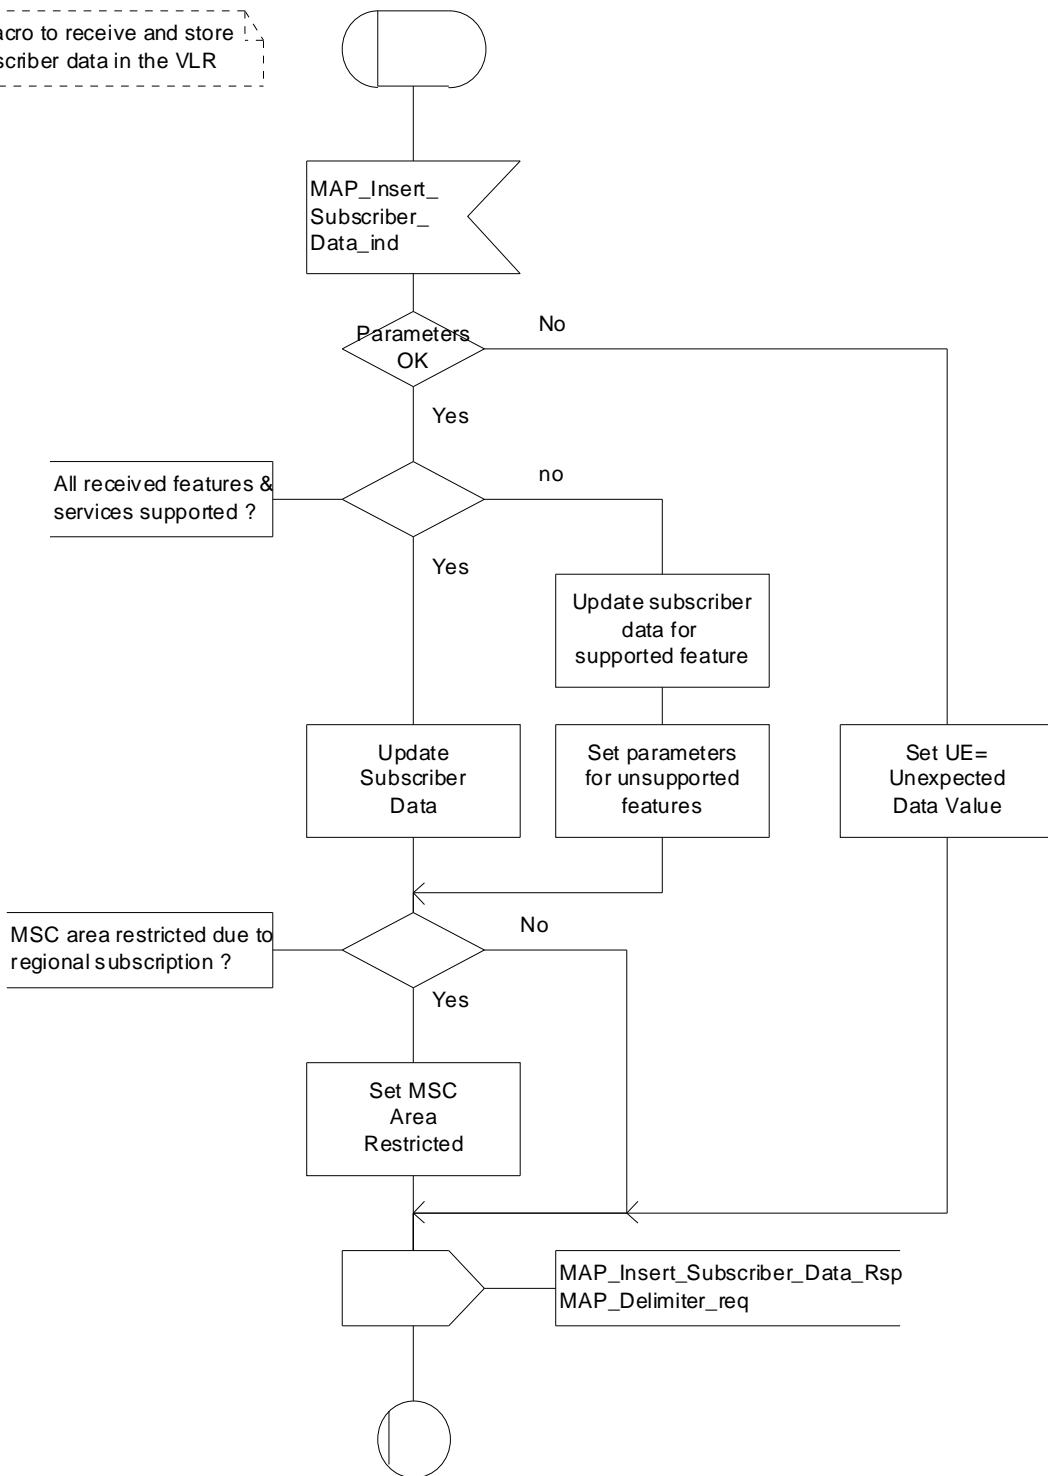 acro to receive and store
scriber data in the VLR
MAP_Insert_
Subscriber_
Data_ind
Parameters
OK
No
Yes
All received features &
services supported ?
no
Yes
Update subscriber
data for
supported feature
Update
Subscriber
Data
Set parameters
for unsupported
features
Set UE=
Unexpected
Data Value
MSC area restricted due to
regional subscription ?
No
Yes
Set MSC
Area
Restricted
MAP_Insert_Subscriber_Data_Rsp
MAP_Delimiter_req